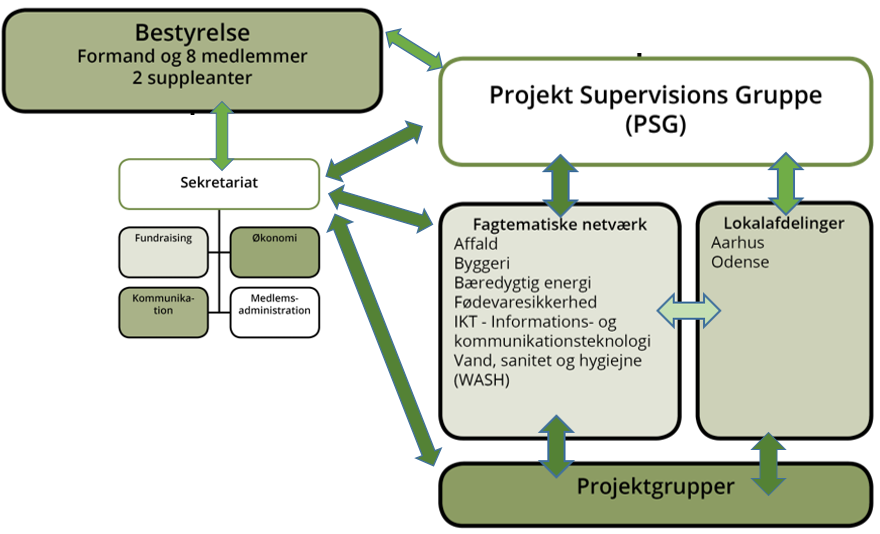 Bestyrelse
Formand og 8 medlemmer
2 suppleanter
Projekt Supervisions Gruppe
(PSG)
Sekretariat
Fundraising
Økonomi
Kommunika-
tion
Medlems-
administration
Fagtematiske netværk
Affald
Byggeri
Bæredygtig energi
Fødevaresikkerhed
IKT - Informations- og
kommunikationsteknologi
Vand, sanitet og hygiejne
(WASH)
Lokalafdelinger
Aarhus
Odense
Projektgrupper